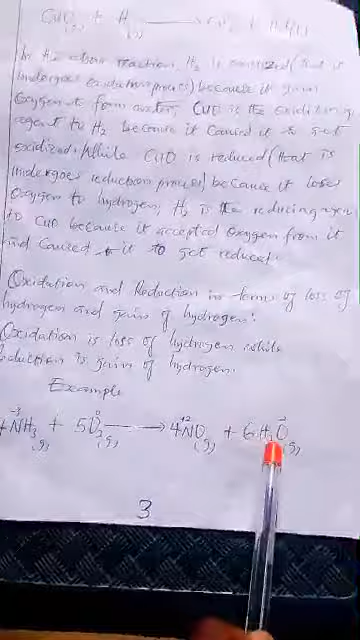 CuO(s) + H2(g) →
In the above reaction, H2 is oxidized (that is
undergoes oxidation process) because it gains
oxygen to form water; CuO is the oxidizing
agent to H2 because it caused it to get
oxidized. While CuO is reduced (that is
undergoes reduction process) because it loses
oxygen to hydrogen, H2 is the reducing agent
to CuO because it accepted oxygen from it
and caused it to get reduced.
Oxidation and Reduction in terms of loss of
hydrogen and gain of hydrogen:
Oxidation is loss of hydrogen while
reduction is gain of hydrogen.
Example
4NH3(g) + 5O2(g) → 4NO(g) + 6H2O(g)
3